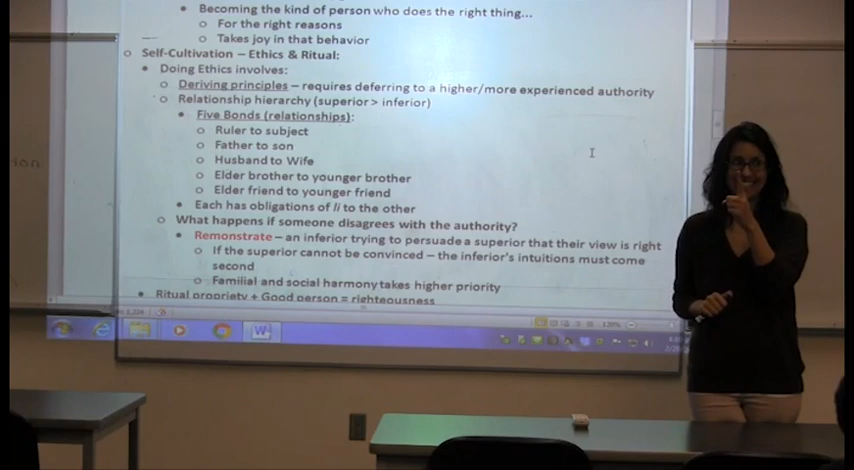 Becoming the kind of person who does the right thing...
For the right reasons
Takes joy in that behavior
Self-Cultivation – Ethics & Ritual:
Doing Ethics involves:
Deriving principles – requires deferring to a higher/more experienced authority
Relationship hierarchy (superior > inferior)
Five Bonds (relationships):
Ruler to subject
Father to son
Husband to Wife
Elder brother to younger brother
Elder friend to younger friend
Each has obligations of li to the other
What happens if someone disagrees with the authority?
Remonstrate – an inferior trying to persuade a superior that their view is right
If the superior cannot be convinced – the inferior's intuitions must come
second
Familial and social harmony takes higher priority
Ritual propriety + Good person = righteousness
120%